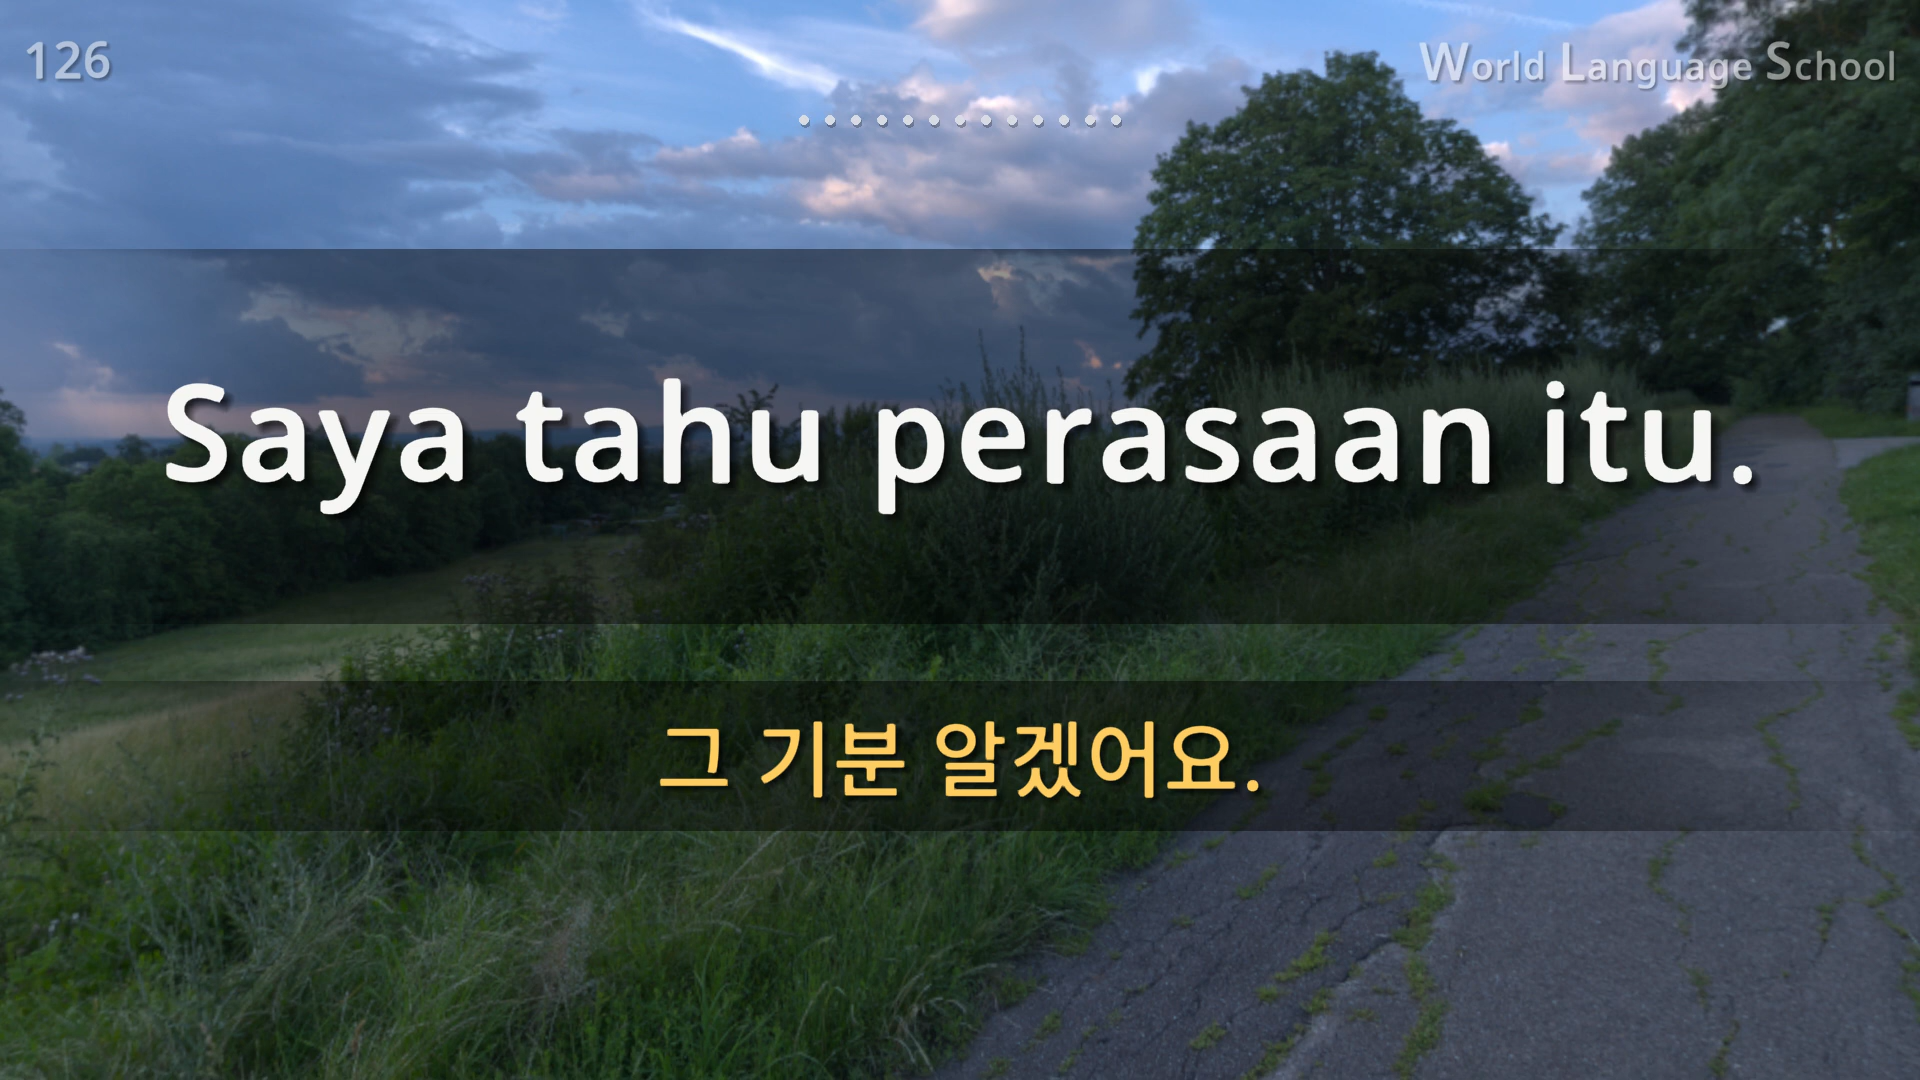 126
World Language School
Saya tahu perasaan itu.
그 기분 알겠어요.